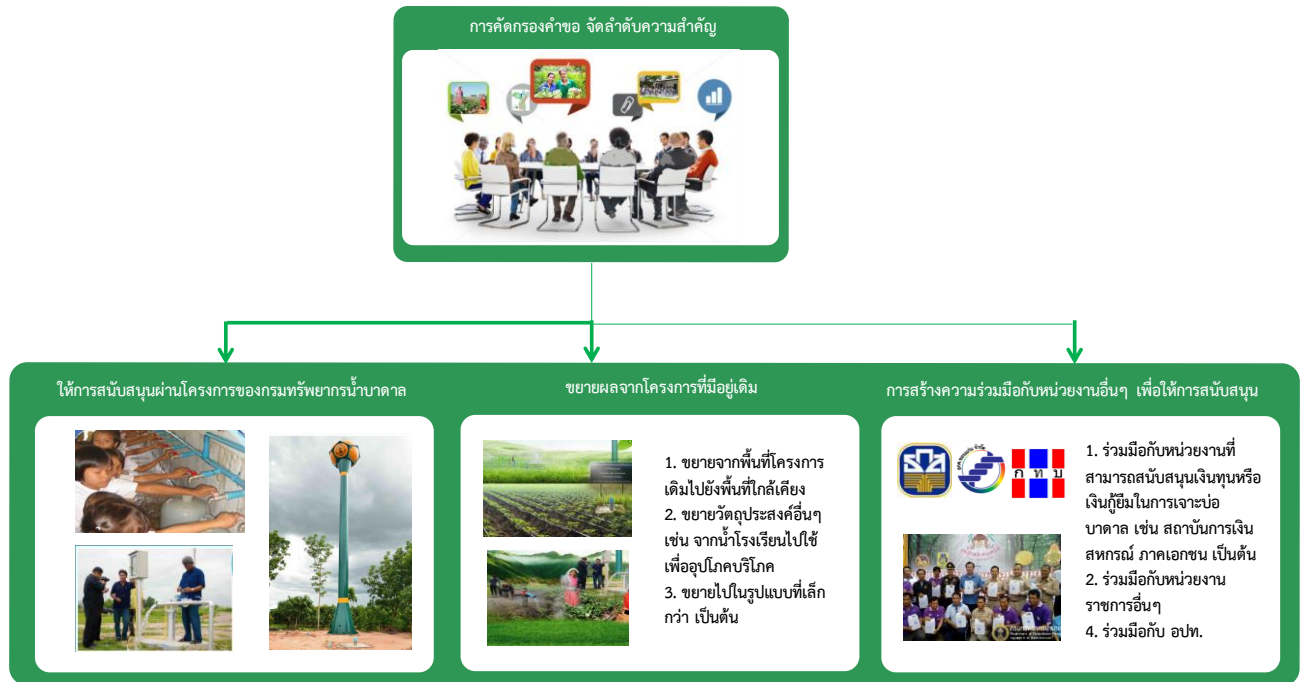 การคัดกรองคำขอ จัดลำดับความสำคัญ
ให้การสนับสนุนผ่านโครงการของกรมทรัพยากรน้ำบาดาล
ขยายผลจากโครงการที่มีอยู่เดิม
1. ขยายจากพื้นที่โครงการ
เดิมไปยังพื้นที่ใกล้เคียง
2. ขยายวัตถุประสงค์อื่นๆ
เช่น จากน้ำโรงเรียนไปใช้
เพื่ออุปโภคบริโภค
3. ขยายไปในรูปแบบที่เล็ก
กว่า เป็นต้น
การสร้างความร่วมมือกับหน่วยงานอื่นๆ เพื่อให้การสนับสนุน
ก ท บ
1. ร่วมมือกับหน่วยงานที่
สามารถสนับสนุนเงินทุนหรือ
เงินกู้ยืมในการเจาะบ่อ
บาดาล เช่น สถาบันการเงิน
สหกรณ์ ภาคเอกชน เป็นต้น
2. ร่วมมือกับหน่วยงาน
ราชการอื่นๆ
4. ร่วมมือกับ อปท.